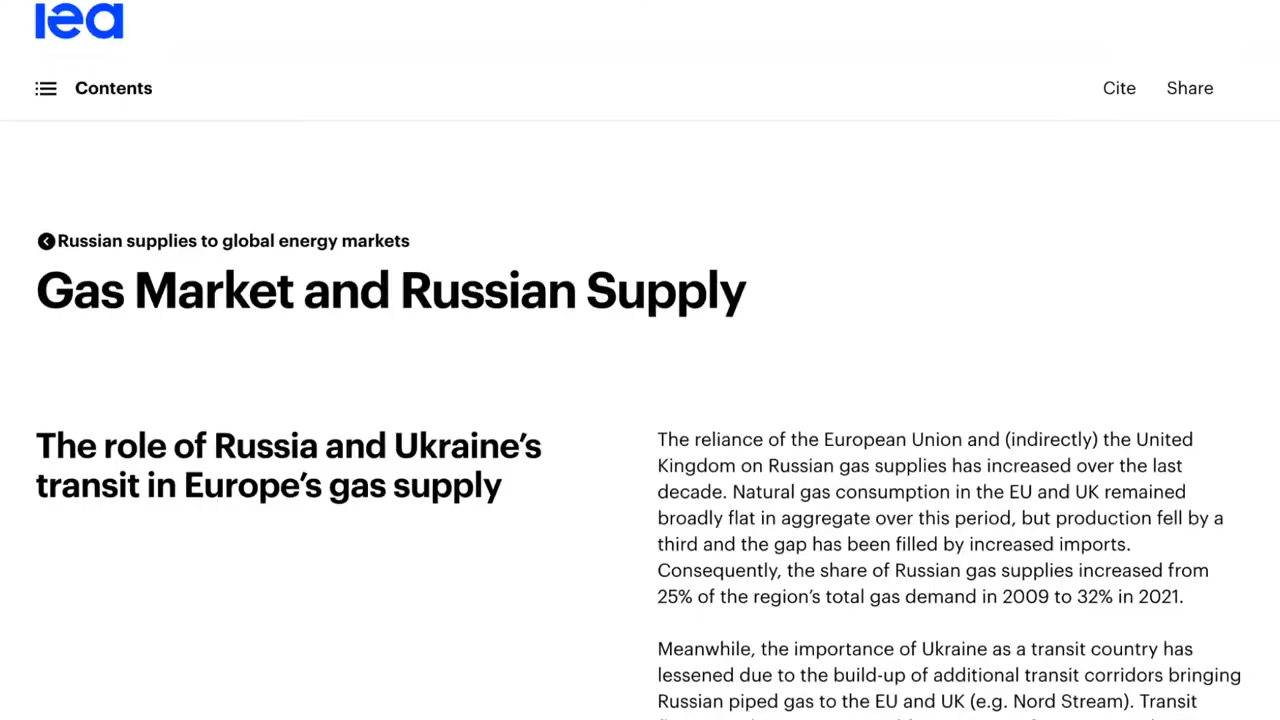 iea
Contents
Cite
Share
Russian supplies to global energy markets
Gas Market and Russian Supply
The role of Russia and Ukraine’s
transit in Europe’s gas supply
The reliance of the European Union and (indirectly) the United
Kingdom on Russian gas supplies has increased over the last
decade. Natural gas consumption in the EU and UK remained
broadly flat in aggregate over this period, but production fell by a
third and the gap has been filled by increased imports.
Consequently, the share of Russian gas supplies increased from
25% of the region’s total gas demand in 2009 to 32% in 2021.
Meanwhile, the importance of Ukraine as a transit country has
lessened due to the build-up of additional transit corridors bringing
Russian piped gas to the EU and UK (e.g. Nord Stream). Transit